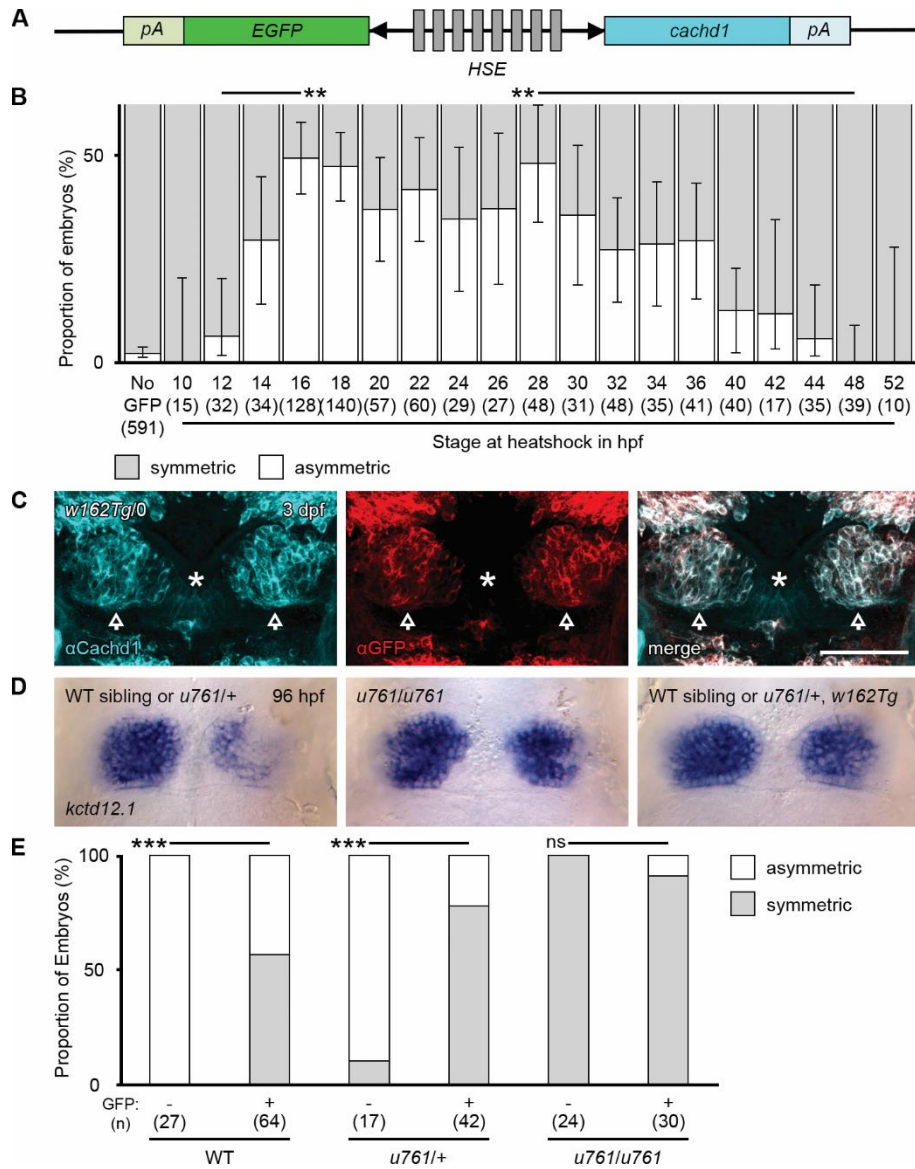 A
pA EGFP cachd1 pA
HSE
B
** **
Proportion of embryos (%)
50
0
No GFP (591)
10 12 14 16 18 20 22 24 26 28 30 32 34 36 40 42 44 48 52
(15) (32) (34) (128) (140) (57) (60) (29) (27) (48) (31) (48) (35) (41) (40) (17) (35) (39) (10)
Stage at heatshock in hpf
symmetric asymmetric
C
w162Tg/0 3 dpf
* * *
αCachd1 αGFP merge
D
WT sibling or u761/+ 96 hpf u761/u761 WT sibling or u761/+, w162Tg
kctd12.1
E
*** *** ns
Proportion of Embryos (%)
100
50
0
asymmetric
symmetric
GFP: - + - + - +
(n) (27) (64) (17) (42) (24) (30)
WT u761/+ u761/u761